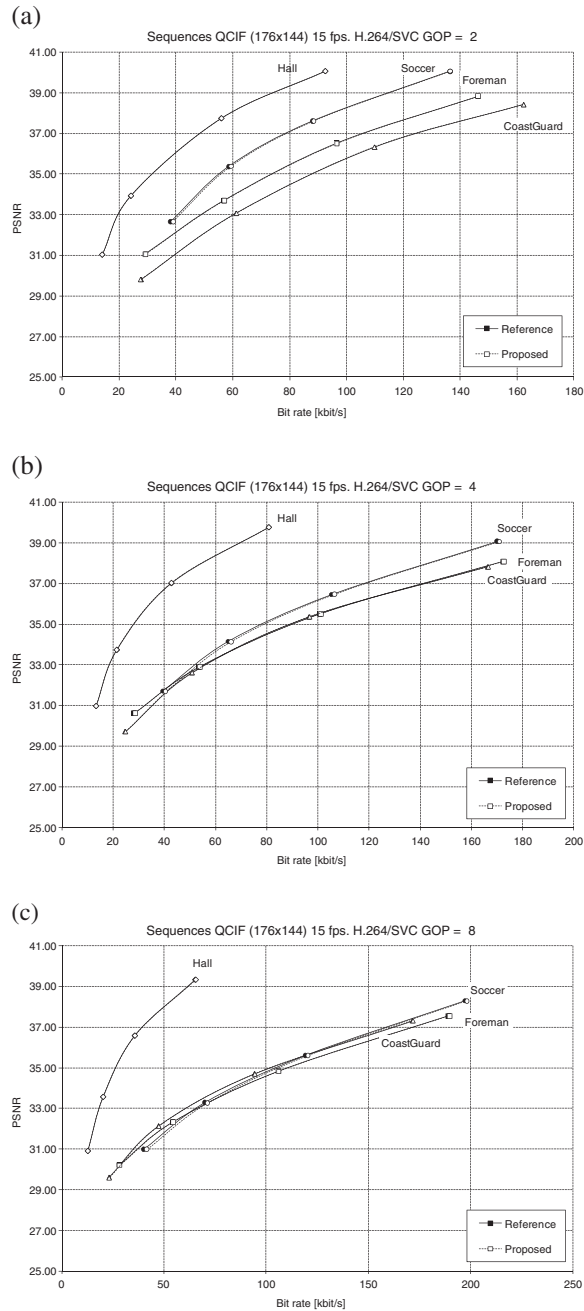 (a)
Sequences QCIF (176x144) 15 fps. H.264/SVC GOP = 2
41.00
39.00
37.00
35.00
33.00
31.00
29.00
27.00
25.00
PSNR
Hall
Soccer
Foreman
CoastGuard
Reference
Proposed
0 20 40 60 80 100 120 140 160 180
Bit rate [kbit/s]
(b)
Sequences QCIF (176x144) 15 fps. H.264/SVC GOP = 4
41.00
39.00
37.00
35.00
33.00
31.00
29.00
27.00
25.00
PSNR
Hall
Soccer
Foreman
CoastGuard
Reference
Proposed
0 20 40 60 80 100 120 140 160 180 200
Bit rate [kbit/s]
(c)
Sequences QCIF (176x144) 15 fps. H.264/SVC GOP = 8
41.00
39.00
37.00
35.00
33.00
31.00
29.00
27.00
25.00
PSNR
Hall
Soccer
Foreman
CoastGuard
Reference
Proposed
0 50 100 150 200 250
Bit rate [kbit/s]